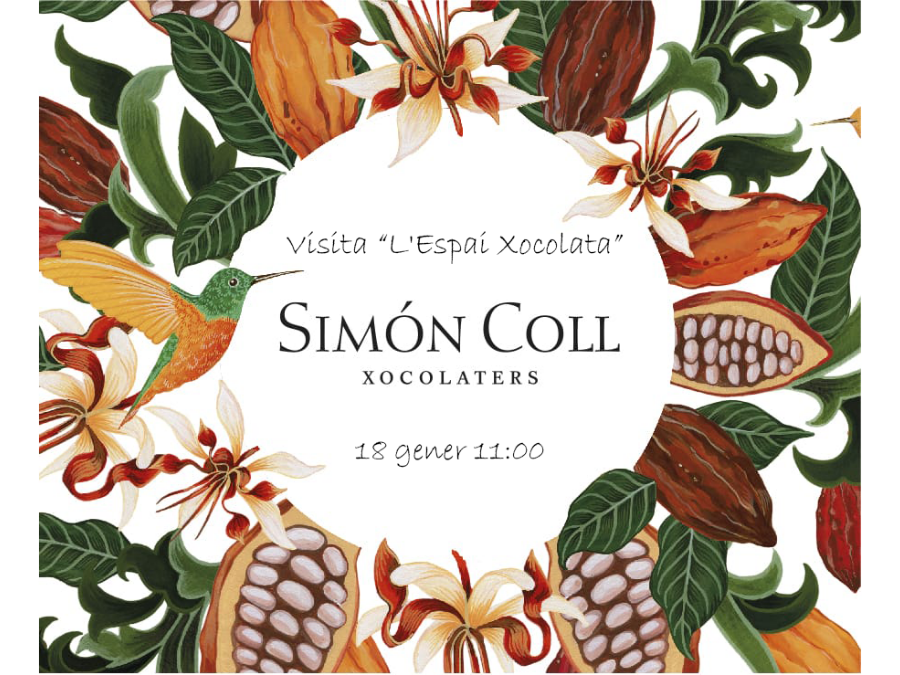 Visita “L'Espai Xocolata”
SIMÓN COLL
XOCOLATERS
18 gener 11:00